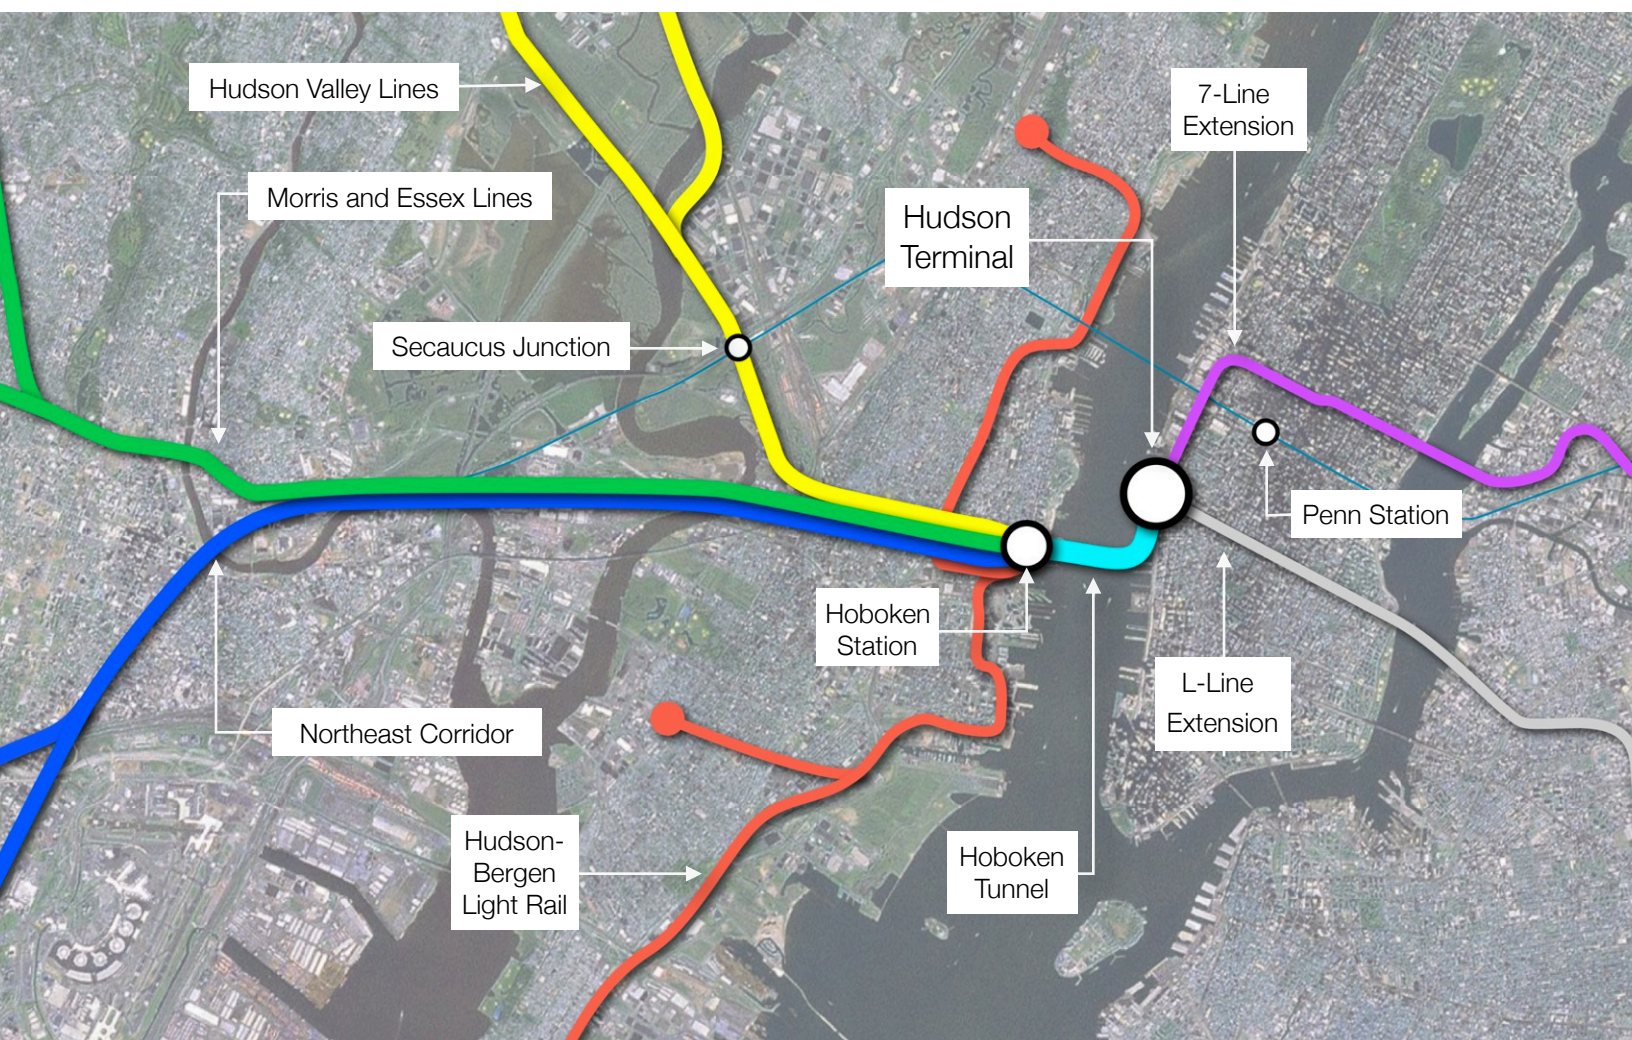 Hudson Valley Lines
7-Line
Extension
Morris and Essex Lines
Hudson
Terminal
Secaucus Junction
Penn Station
Hoboken
Station
L-Line
Extension
Northeast Corridor
Hudson-
Bergen
Light Rail
Hoboken
Tunnel